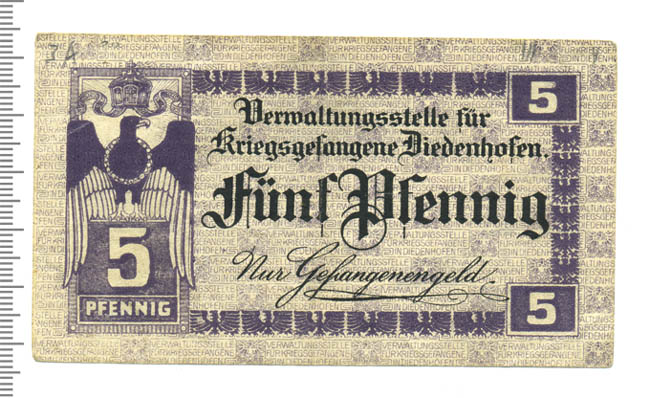 5
Verwaltungsstelle für
Kriegsgefangene Diedenhofen.
Fünf Pfennig
Nur Gefangenengeld.
5
PFENNIG
5